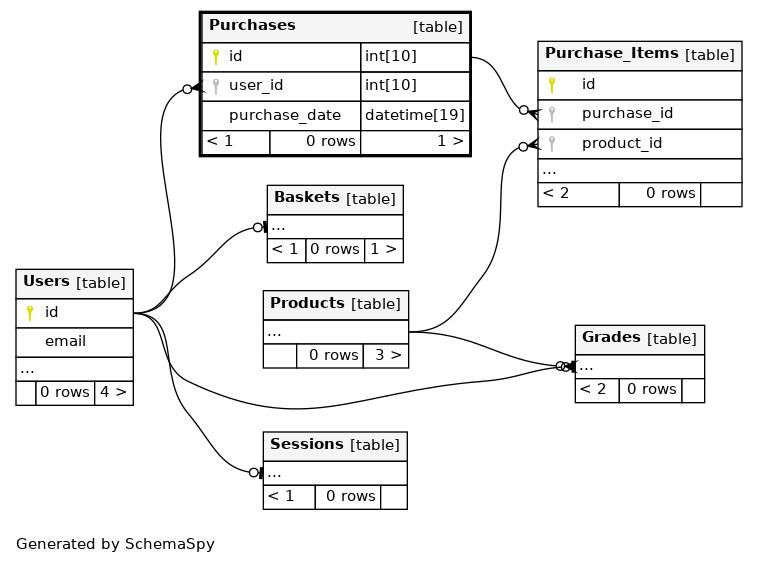 Purchases [table]
id int[10]
user_id int[10]
purchase_date datetime[19]
< 1 0 rows 1 >
Purchase_Items [table]
id
purchase_id
product_id
...
< 2 0 rows
Baskets [table]
...
< 1 0 rows 1 >
Users [table]
id
email
...
0 rows 4 >
Products [table]
...
0 rows 3 >
Grades [table]
...
< 2 0 rows
Sessions [table]
...
< 1 0 rows
Generated by SchemaSpy